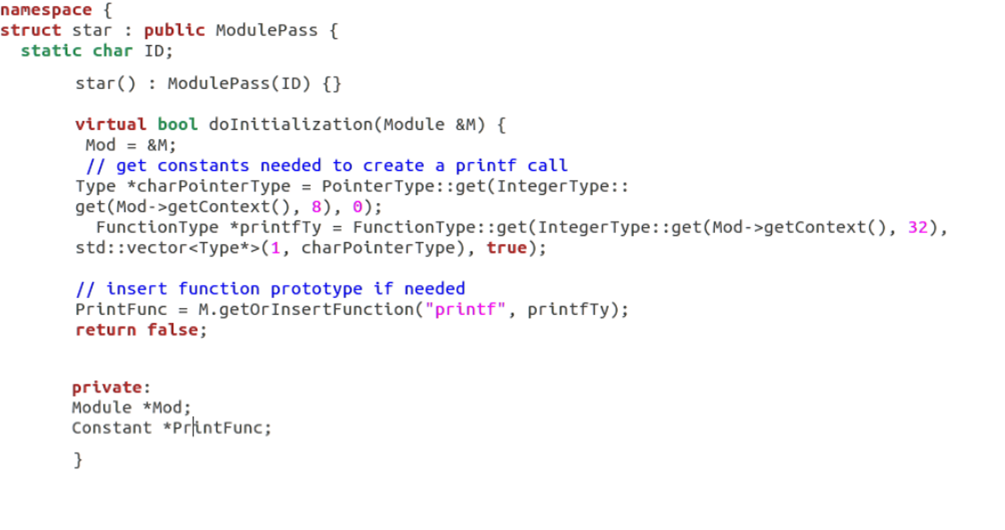 namespace {
struct star : public ModulePass {
static char ID;
star() : ModulePass(ID) {}
virtual bool doInitialization(Module &M) {
Mod = &M;
// get constants needed to create a printf call
Type *charPointerType = PointerType::get(IntegerType::
get(Mod->getContext(), 8), 0);
FunctionType *printfTy = FunctionType::get(IntegerType::get(Mod->getContext(), 32),
std::vector<Type*>(1, charPointerType), true);
// insert function prototype if needed
PrintFunc = M.getOrInsertFunction("printf", printfTy);
return false;
private:
Module *Mod;
Constant *PrintFunc;
}